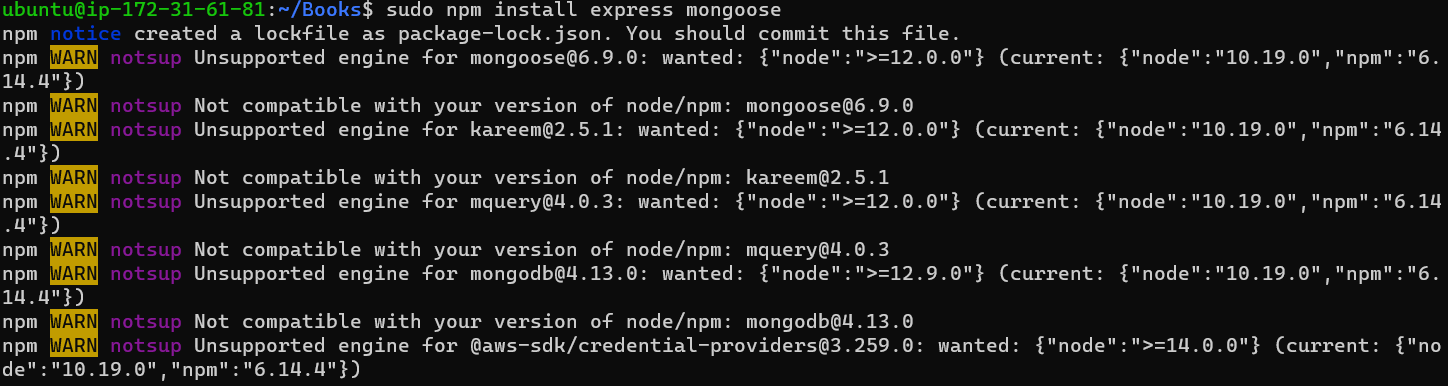 ubuntu@ip-172-31-61-81:~/Books$ sudo npm install express mongoose
npm notice created a lockfile as package-lock.json. You should commit this file.
npm WARN notsup Unsupported engine for mongoose@6.9.0: wanted: {"node":">=12.0.0"} (current: {"node":"10.19.0","npm":"6.
14.4"})
npm WARN notsup Not compatible with your version of node/npm: mongoose@6.9.0
npm WARN notsup Unsupported engine for kareem@2.5.1: wanted: {"node":">=12.0.0"} (current: {"node":"10.19.0","npm":"6.14
.4"})
npm WARN notsup Not compatible with your version of node/npm: kareem@2.5.1
npm WARN notsup Unsupported engine for mquery@4.0.3: wanted: {"node":">=12.0.0"} (current: {"node":"10.19.0","npm":"6.14
.4"})
npm WARN notsup Not compatible with your version of node/npm: mquery@4.0.3
npm WARN notsup Unsupported engine for mongodb@4.13.0: wanted: {"node":">=12.9.0"} (current: {"node":"10.19.0","npm":"6.
14.4"})
npm WARN notsup Not compatible with your version of node/npm: mongodb@4.13.0
npm WARN notsup Unsupported engine for @aws-sdk/credential-providers@3.259.0: wanted: {"node":">=14.0.0"} (current: {"no
de":"10.19.0","npm":"6.14.4"})